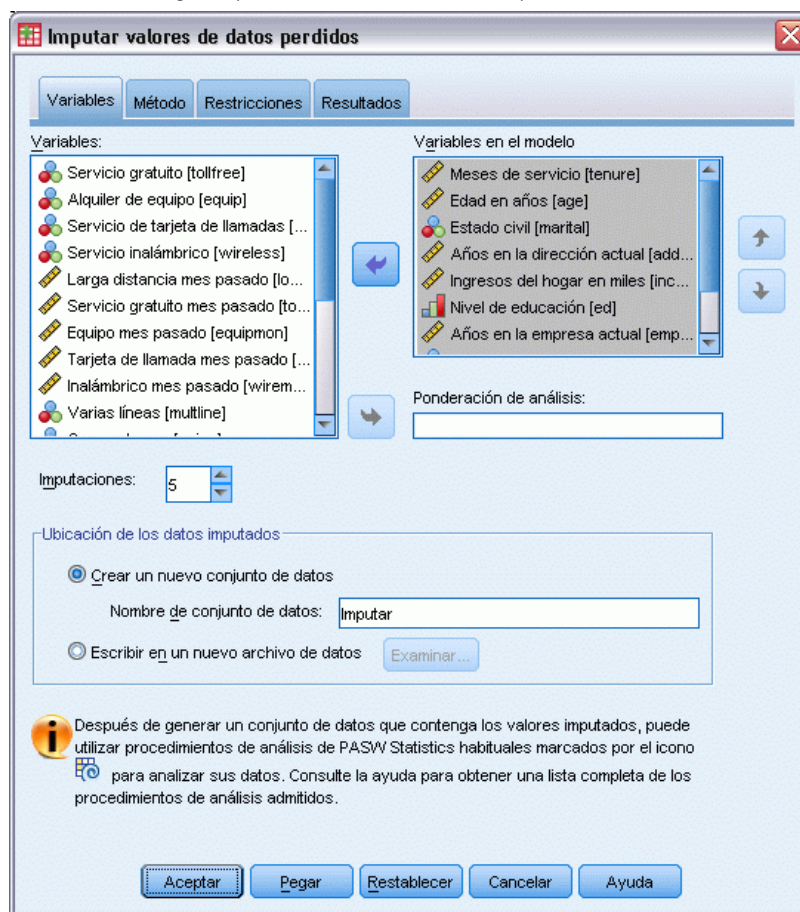 Imputar valores de datos perdidos
Variables Método Restricciones Resultados
Variables:
Servicio gratuito [tollfree]
Alquiler de equipo [equip]
Servicio de tarjeta de llamadas [...
Servicio inalámbrico [wireless]
Larga distancia mes pasado [lo...
Servicio gratuito mes pasado [to...
Equipo mes pasado [equipmon]
Tarjeta de llamada mes pasado [...
Inalámbrico mes pasado [wirem...
Varias líneas [multline]
Variables en el modelo
Meses de servicio [tenure]
Edad en años [age]
Estado civil [marital]
Años en la dirección actual [add...
Ingresos del hogar en miles [inc...
Nivel de educación [ed]
Años en la empresa actual [emp...
Ponderación de análisis:
Imputaciones: 5
Ubicación de los datos imputados
Crear un nuevo conjunto de datos
Nombre de conjunto de datos: Imputar
Escribir en un nuevo archivo de datos Examinar...
Después de generar un conjunto de datos que contenga los valores imputados, puede
utilizar procedimientos de análisis de PASW Statistics habituales marcados por el icono
para analizar sus datos. Consulte la ayuda para obtener una lista completa de los
procedimientos de análisis admitidos.
Aceptar Pegar Restablecer Cancelar Ayuda